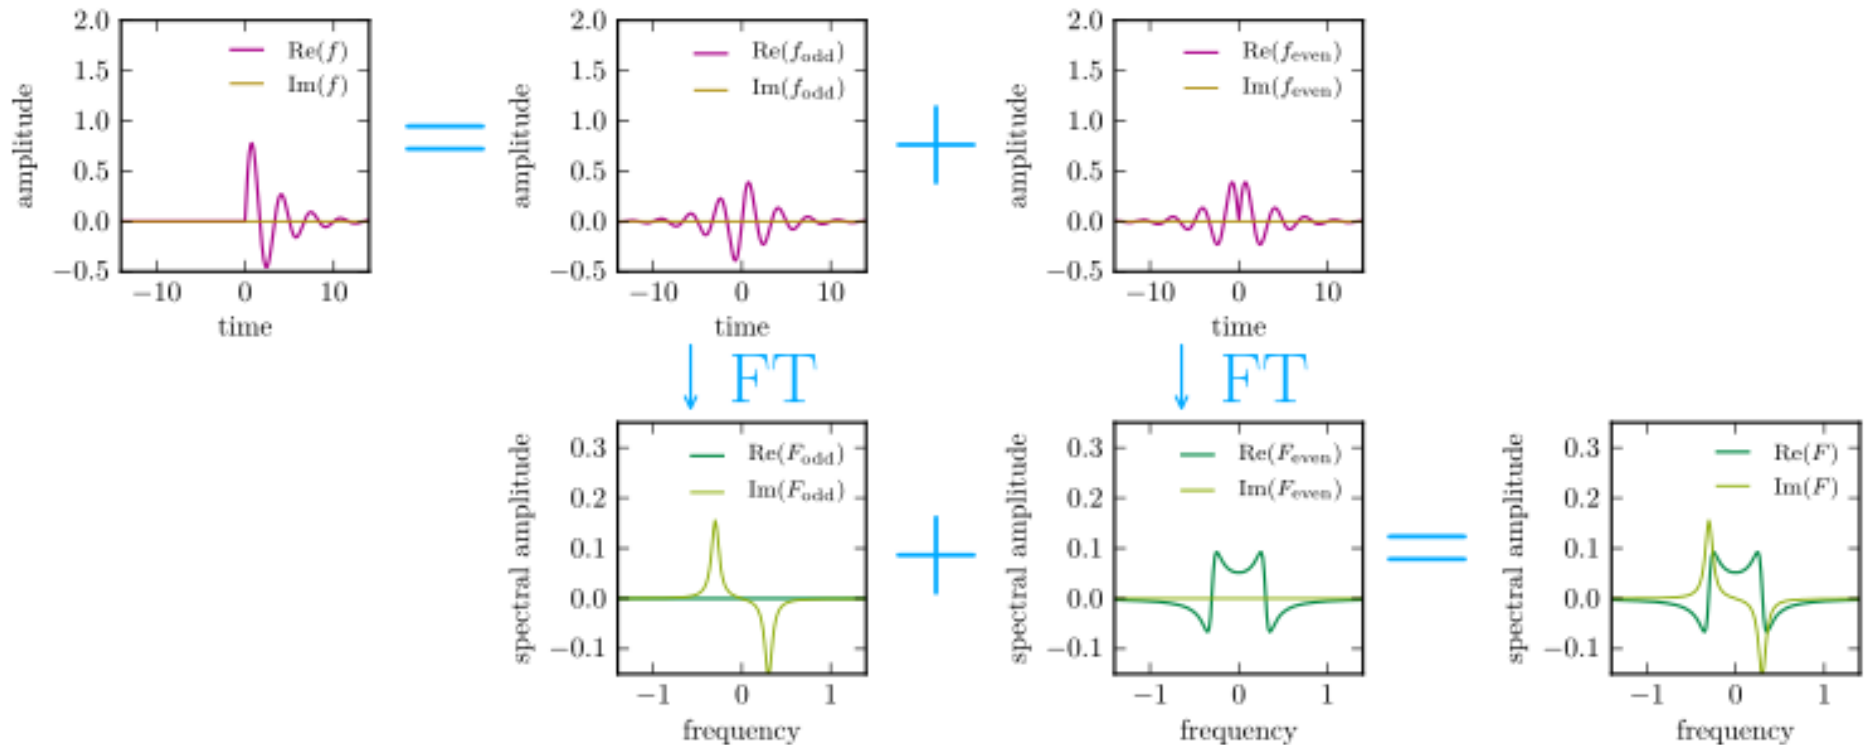 2.0
1.5
1.0
0.5
0.0
−0.5
amplitude
Re(f)
Im(f)
−10 0 10
time
=
2.0
1.5
1.0
0.5
0.0
−0.5
amplitude
Re(f_odd)
Im(f_odd)
−10 0 10
time
+
2.0
1.5
1.0
0.5
0.0
−0.5
amplitude
Re(f_even)
Im(f_even)
−10 0 10
time
↓ FT
↓ FT
0.3
0.2
0.1
0.0
−0.1
spectral amplitude
Re(F_odd)
Im(F_odd)
−1 0 1
frequency
+
0.3
0.2
0.1
0.0
−0.1
spectral amplitude
Re(F_even)
Im(F_even)
−1 0 1
frequency
=
0.3
0.2
0.1
0.0
−0.1
spectral amplitude
Re(F)
Im(F)
−1 0 1
frequency